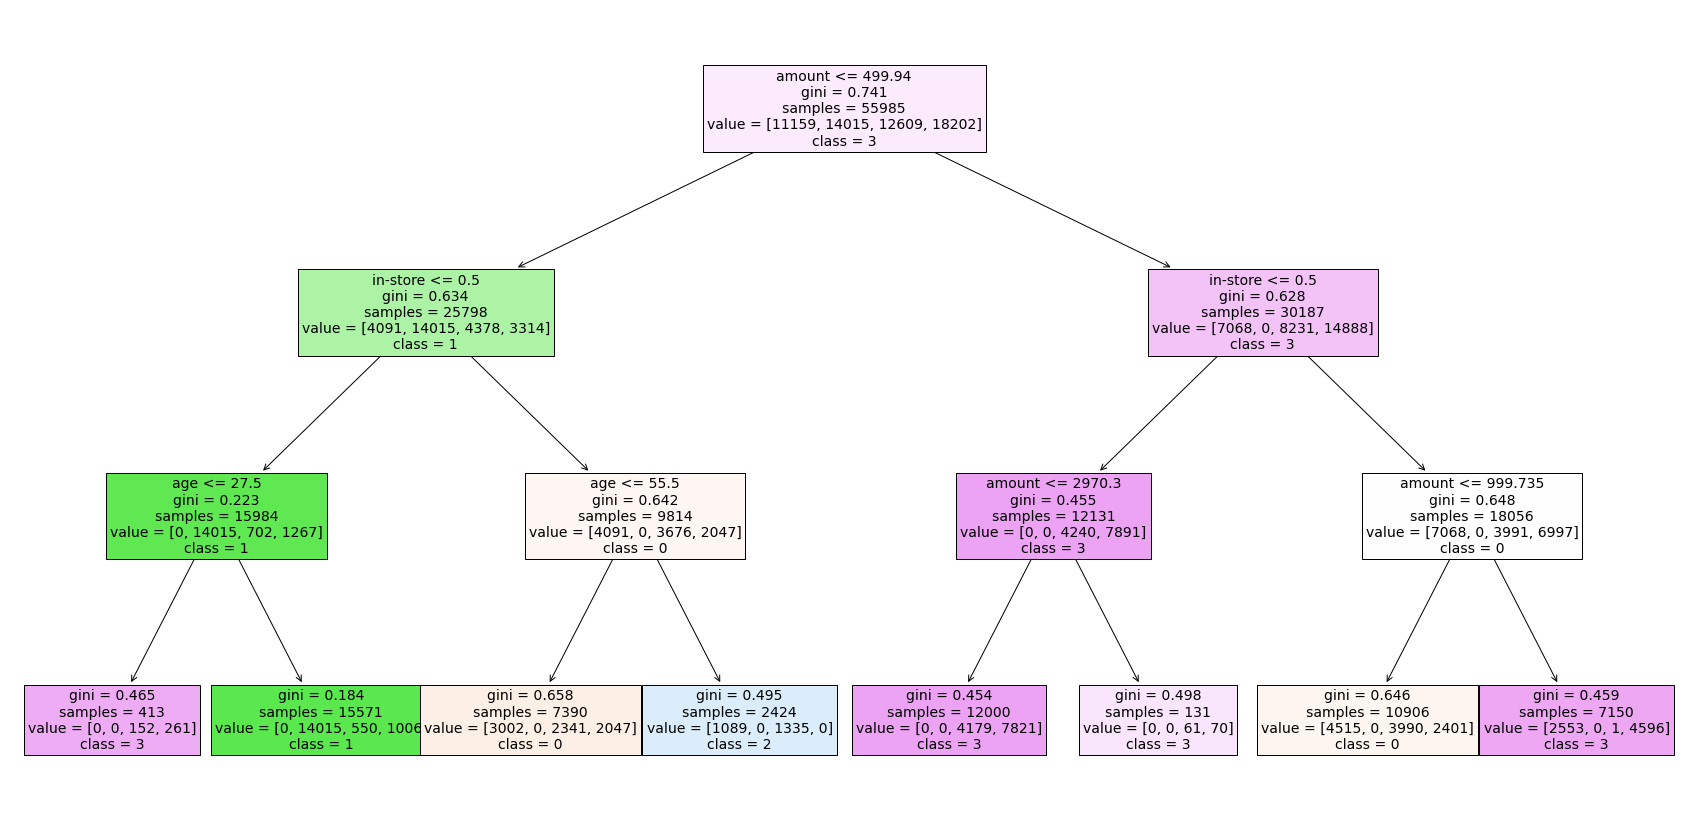 amount <= 499.94
gini = 0.741
samples = 55985
value = [11159, 14015, 12609, 18202]
class = 3
in-store <= 0.5
gini = 0.634
samples = 25798
value = [4091, 14015, 4378, 3314]
class = 1
in-store <= 0.5
gini = 0.628
samples = 30187
value = [7068, 0, 8231, 14888]
class = 3
age <= 27.5
gini = 0.223
samples = 15984
value = [0, 14015, 702, 1267]
class = 1
age <= 55.5
gini = 0.642
samples = 9814
value = [4091, 0, 3676, 2047]
class = 0
amount <= 2970.3
gini = 0.455
samples = 12131
value = [0, 0, 4240, 7891]
class = 3
amount <= 999.735
gini = 0.648
samples = 18056
value = [7068, 0, 3991, 6997]
class = 0
gini = 0.465
samples = 413
value = [0, 0, 152, 261]
class = 3
gini = 0.184
samples = 15571
value = [0, 14015, 550, 1006
class = 1
gini = 0.658
samples = 7390
value = [3002, 0, 2341, 2047]
class = 0
gini = 0.495
samples = 2424
value = [1089, 0, 1335, 0]
class = 2
gini = 0.454
samples = 12000
value = [0, 0, 4179, 7821]
class = 3
gini = 0.498
samples = 131
value = [0, 0, 61, 70]
class = 3
gini = 0.646
samples = 10906
value = [4515, 0, 3990, 2401]
class = 0
gini = 0.459
samples = 7150
value = [2553, 0, 1, 4596]
class = 3